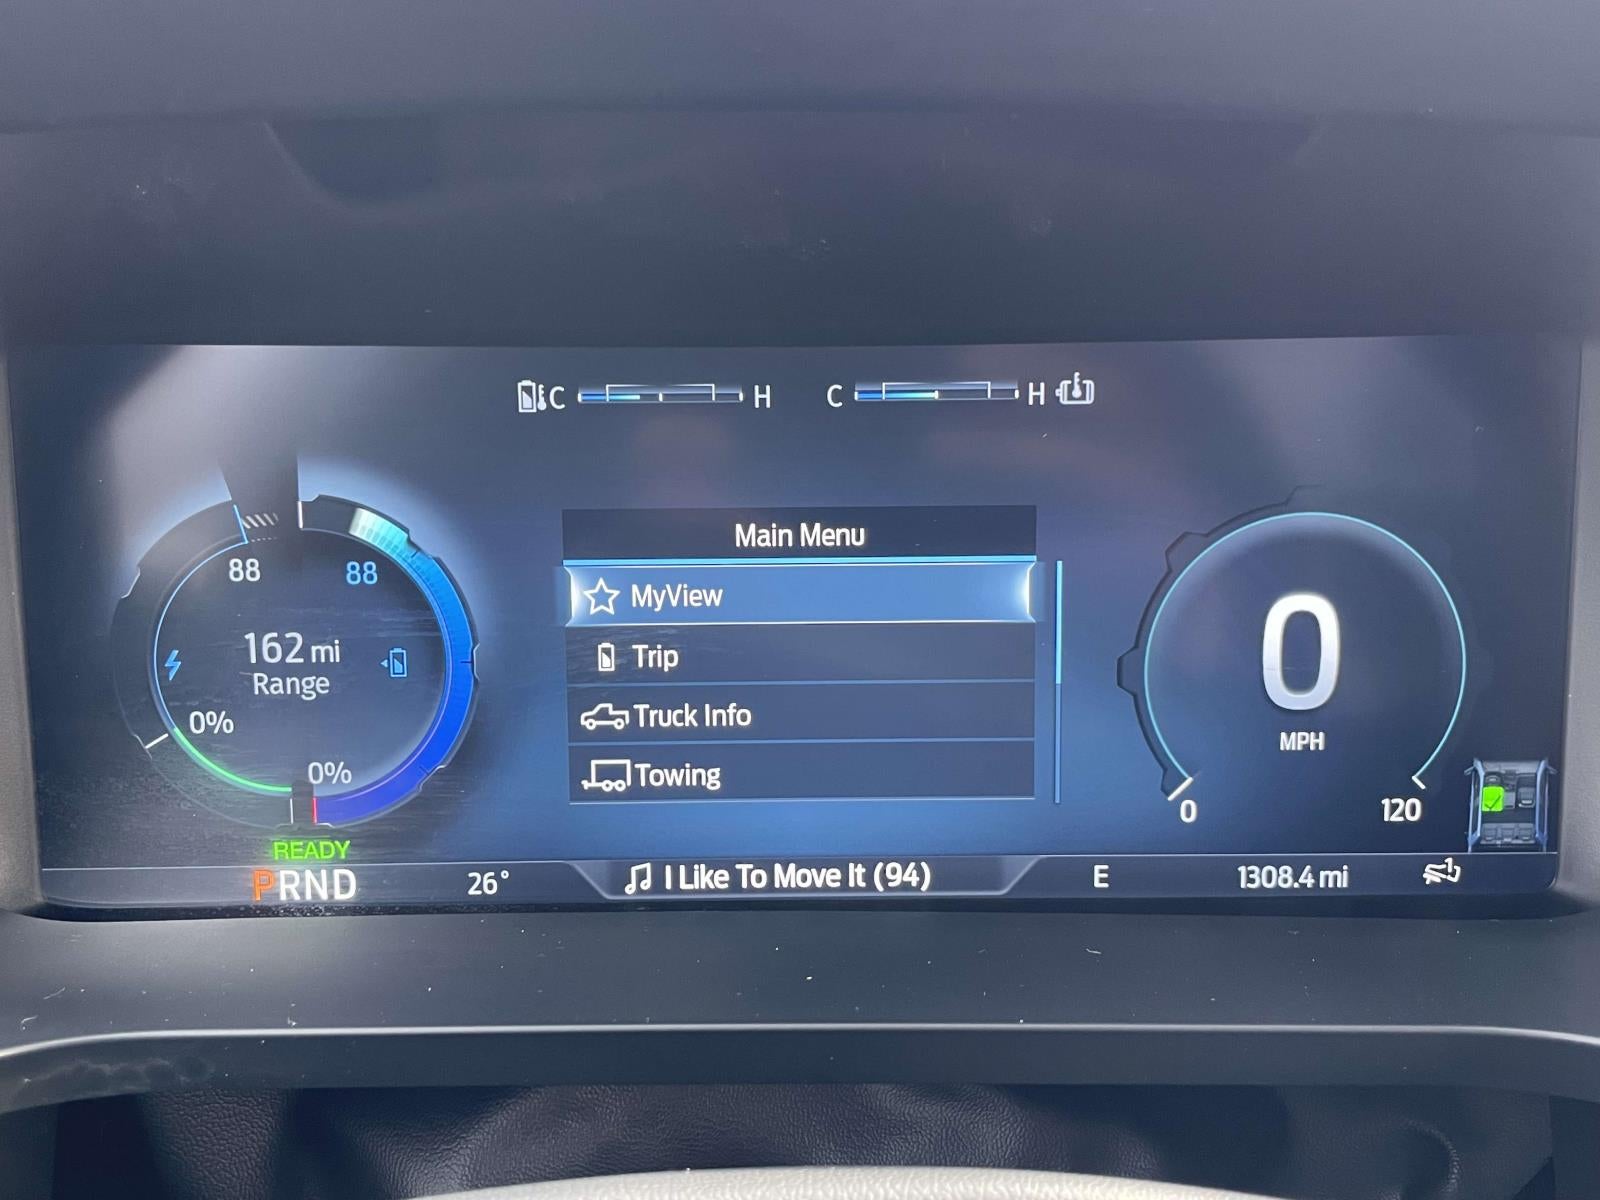 C H
C H
88
88
162 mi
Range
0%
0%
READY
PRND
26°
Main Menu
MyView
Trip
Truck Info
Towing
I Like To Move It (94)
0
MPH
0
120
E
1308.4 mi
1